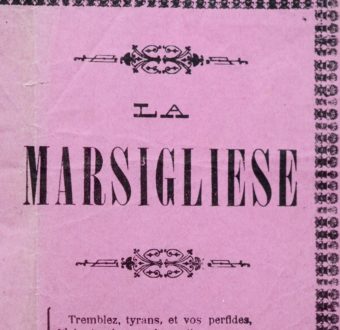 LA
MARSIGLIESE
Tremblez, tyrans, et vos perfides,